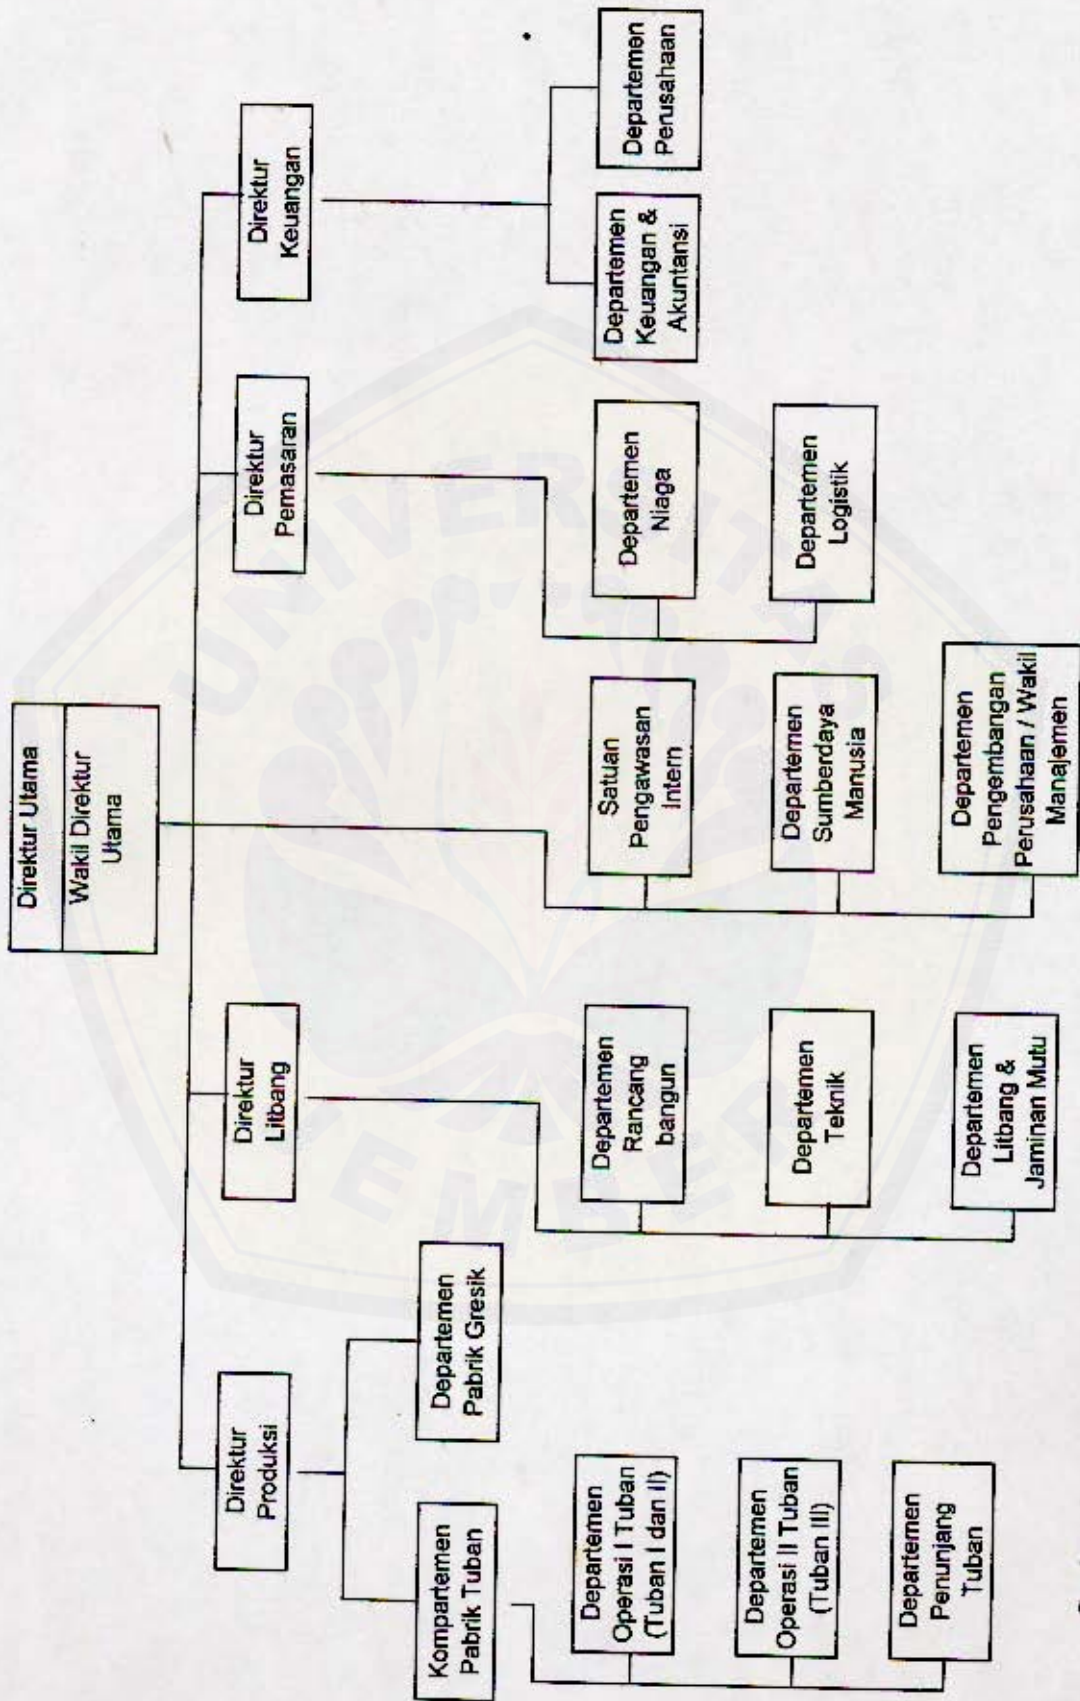 Direktur Utama
Wakil Direktur
Utama
Direktur
Produksi
Direktur
Litbang
Direktur
Pemasaran
Direktur
Keuangan
Kompartemen
Pabrik Tuban
Departemen
Pabrik Gresik
Departemen
Operasi I Tuban
(Tuban I dan II)
Departemen
Operasi II Tuban
(Tuban III)
Departemen
Penunjang
Tuban
Departemen
Rancang
bangun
Departemen
Teknik
Departemen
Litbang &
Jaminan Mutu
Satuan
Pengawasan
Intern
Departemen
Sumberdaya
Manusia
Departemen
Pengembangan
Perusahaan / Wakil
Manajemen
Departemen
Niaga
Departemen
Logistik
Departemen
Keuangan &
Akuntansi
Departemen
Perusahaan
UNIVERSITAS
JEMBER